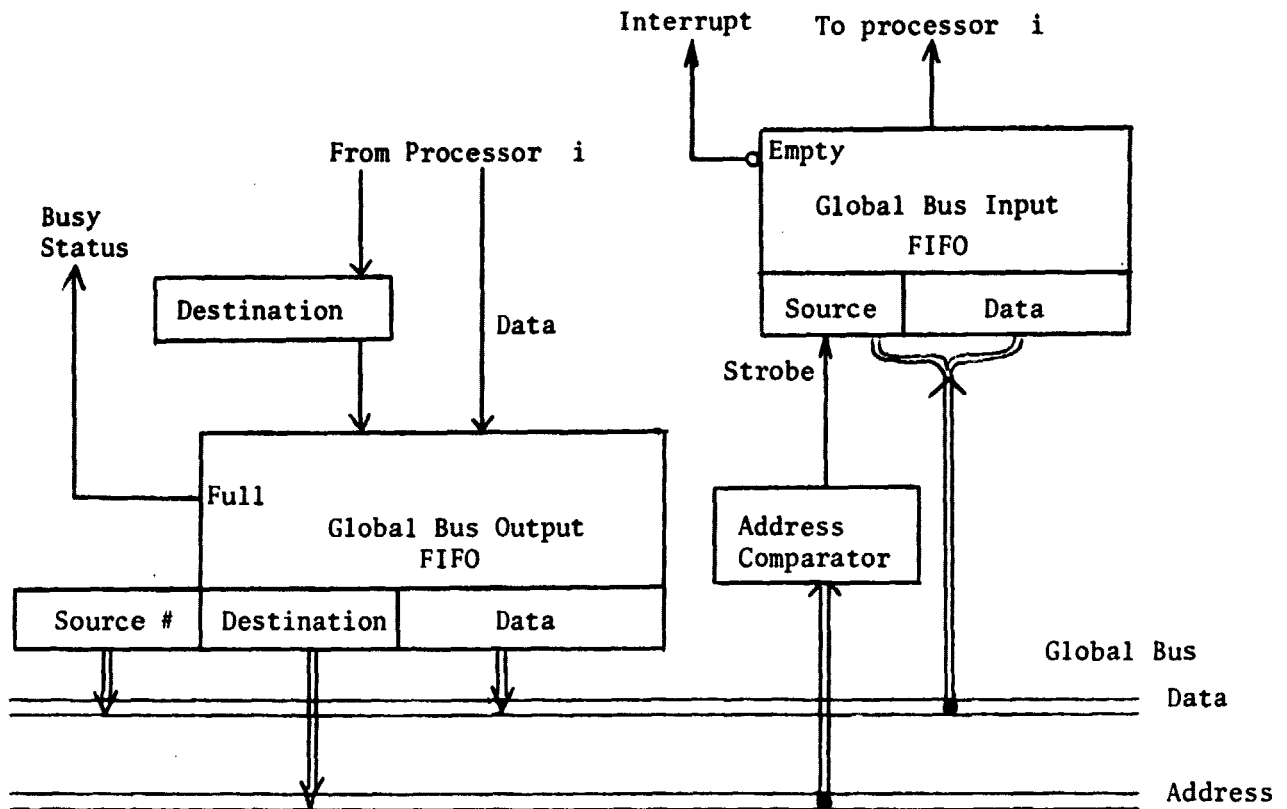 Interrupt
To processor i
From Processor i
Empty
Global Bus Input
FIFO
Busy
Status
Source
Data
Destination
Data
Strobe
Full
Global Bus Output
FIFO
Address
Comparator
Source #
Destination
Data
Global Bus
Data
Address